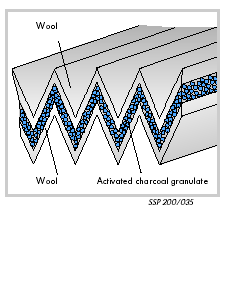 Wool
Wool
Activated charcoal granulate
SSP 200/035